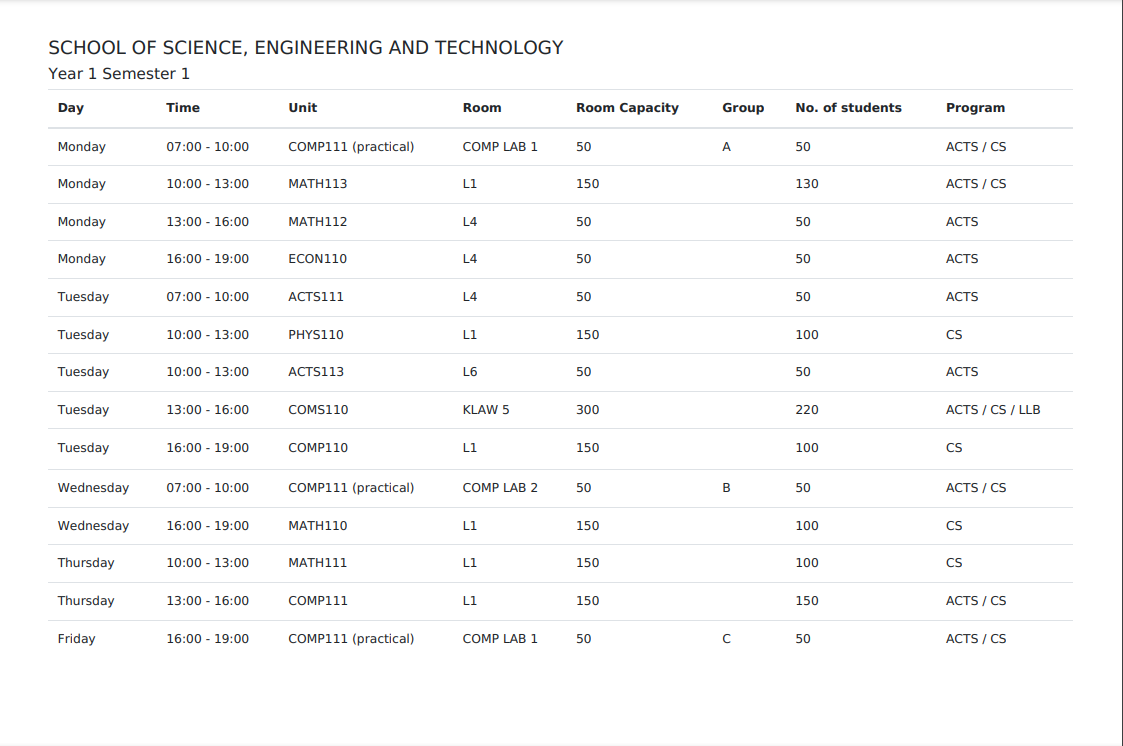 SCHOOL OF SCIENCE, ENGINEERING AND TECHNOLOGY
Year 1 Semester 1
Day Time Unit Room Room Capacity Group No. of students Program
Monday 07:00 - 10:00 COMP111 (practical) COMP LAB 1 50 A 50 ACTS / CS
Monday 10:00 - 13:00 MATH113 L1 150 130 ACTS / CS
Monday 13:00 - 16:00 MATH112 L4 50 50 ACTS
Monday 16:00 - 19:00 ECON110 L4 50 50 ACTS
Tuesday 07:00 - 10:00 ACTS111 L4 50 50 ACTS
Tuesday 10:00 - 13:00 PHYS110 L1 150 100 CS
Tuesday 10:00 - 13:00 ACTS113 L6 50 50 ACTS
Tuesday 13:00 - 16:00 COMS110 KLAW 5 300 220 ACTS / CS / LLB
Tuesday 16:00 - 19:00 COMP110 L1 150 100 CS
Wednesday 07:00 - 10:00 COMP111 (practical) COMP LAB 2 50 B 50 ACTS / CS
Wednesday 16:00 - 19:00 MATH110 L1 150 100 CS
Thursday 10:00 - 13:00 MATH111 L1 150 100 CS
Thursday 13:00 - 16:00 COMP111 L1 150 150 ACTS / CS
Friday 16:00 - 19:00 COMP111 (practical) COMP LAB 1 50 C 50 ACTS / CS